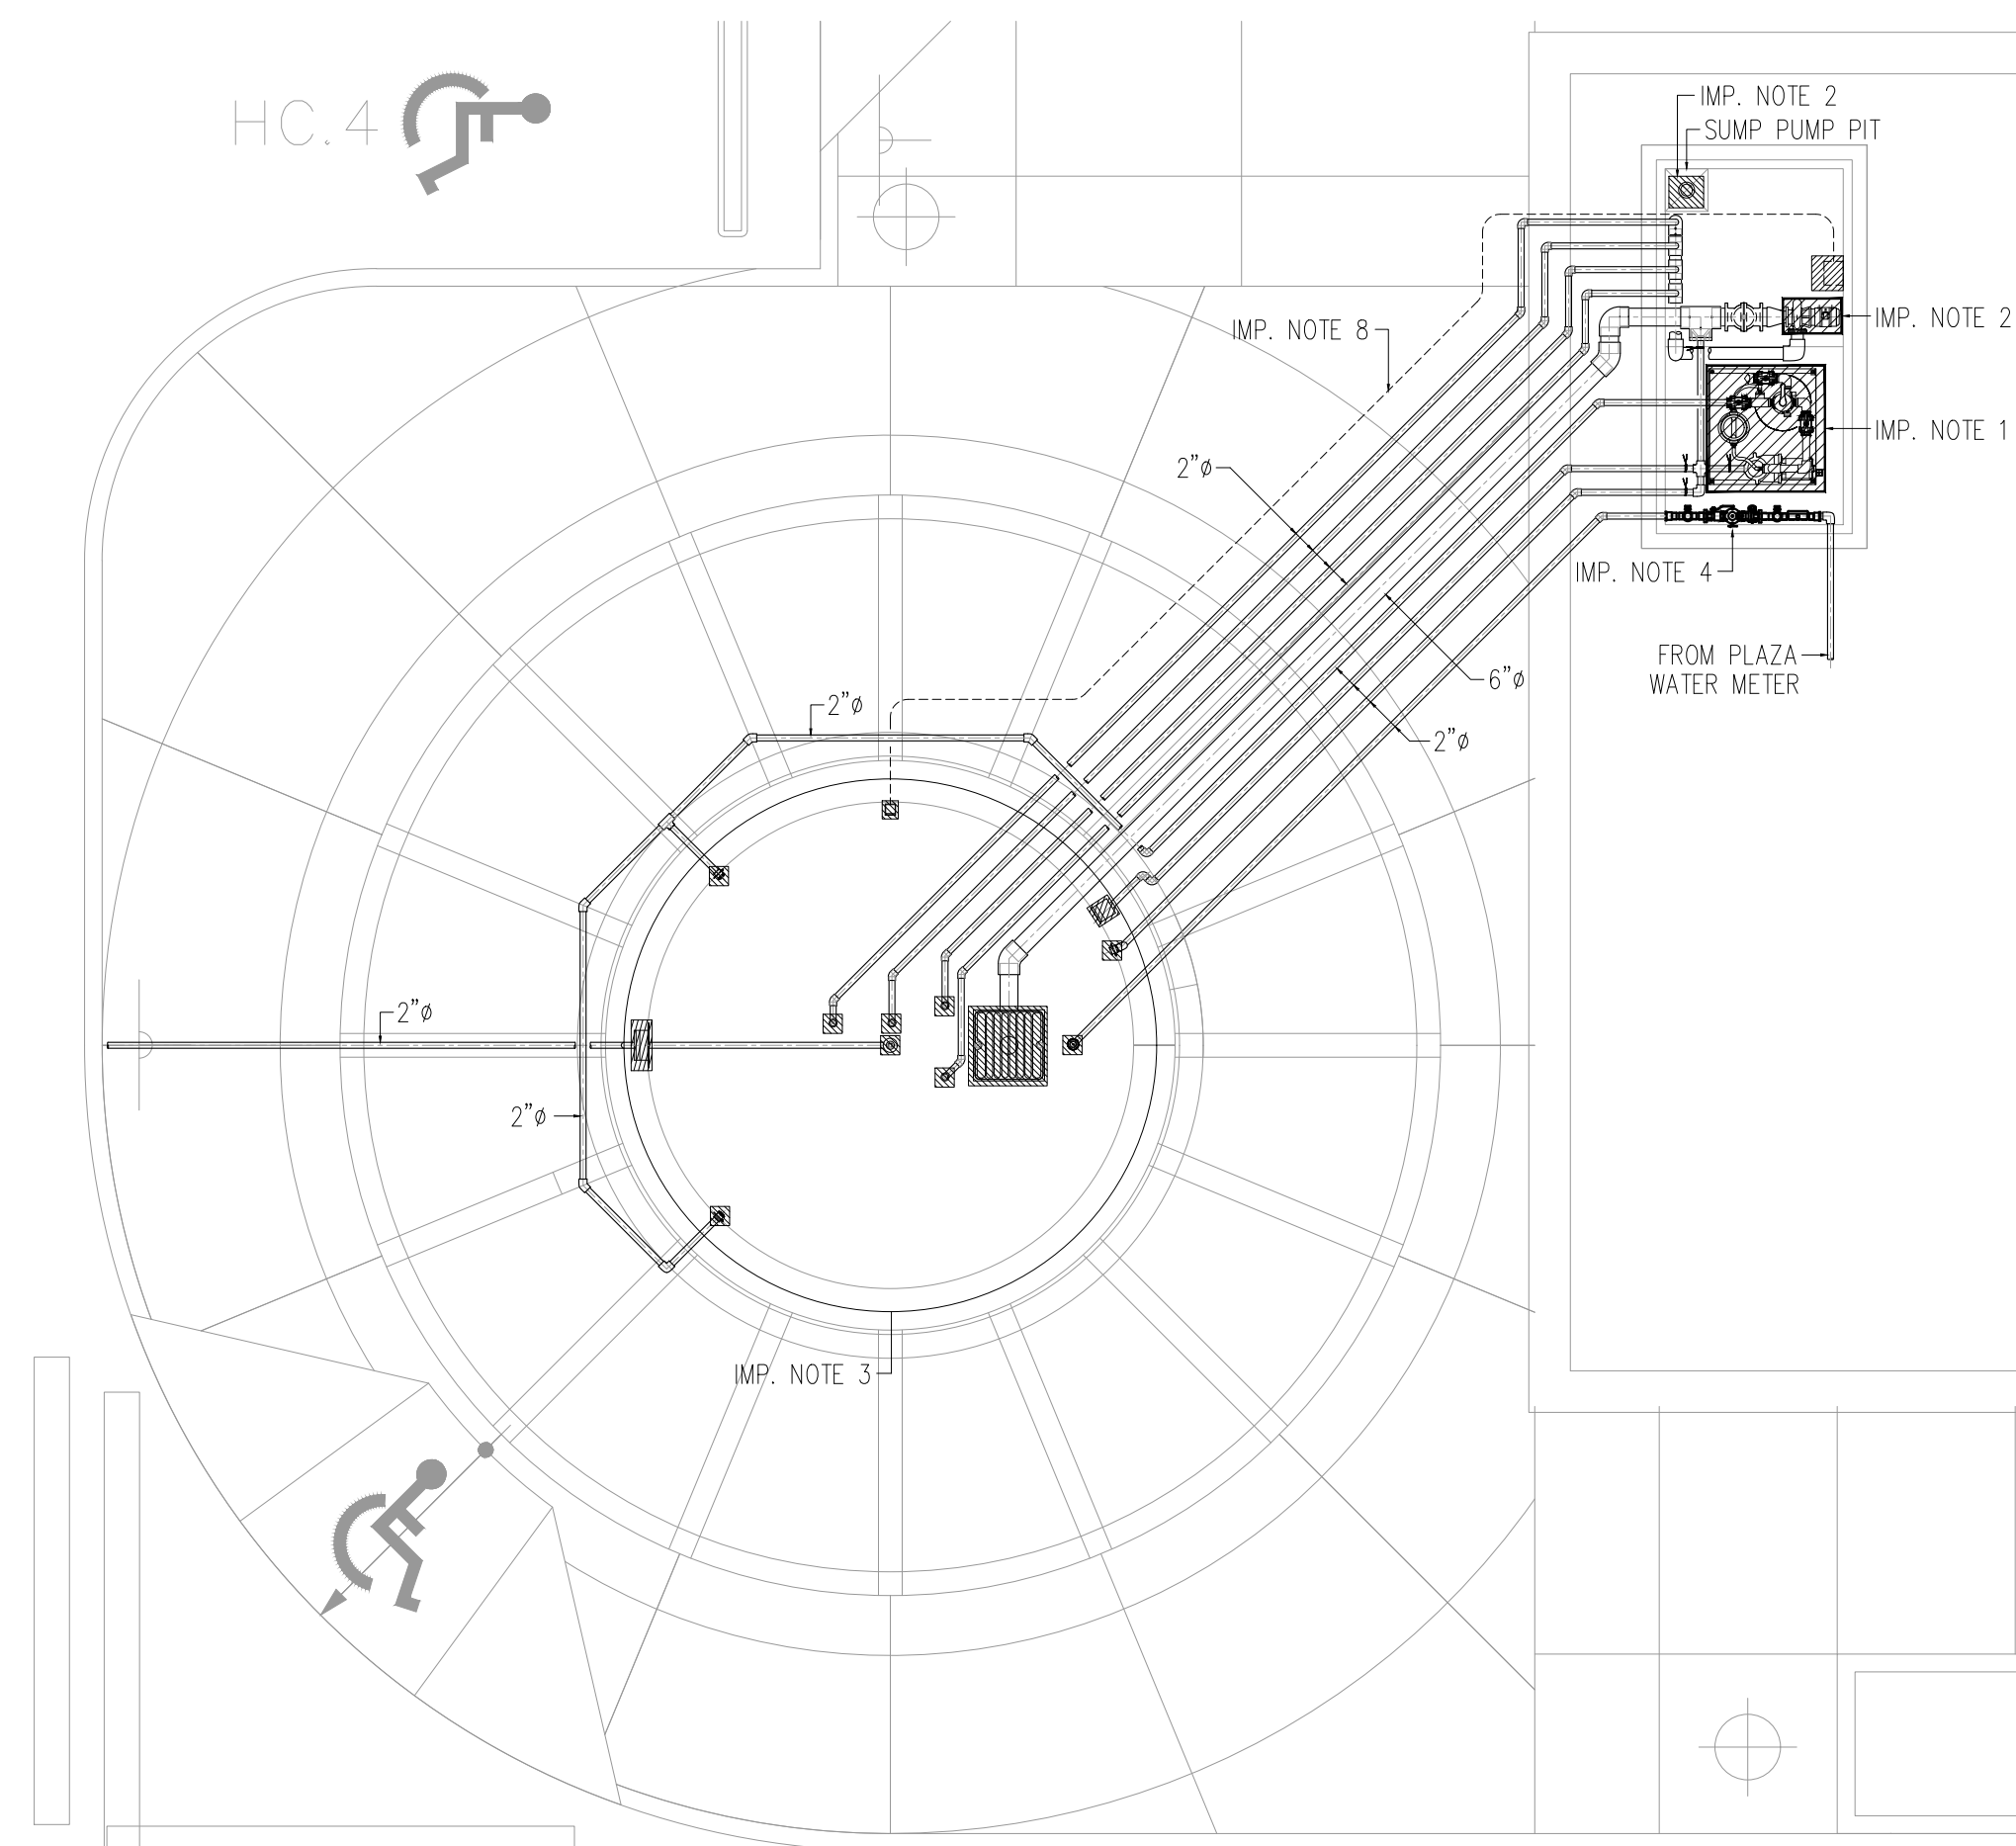 HC.4
IMP. NOTE 2
SUMP PUMP PIT
IMP. NOTE 8
IMP. NOTE 2
IMP. NOTE 1
2"ø
IMP. NOTE 4
FROM PLAZA
WATER METER
6"ø
2"ø
2"ø
2"ø
2"ø
IMP. NOTE 3